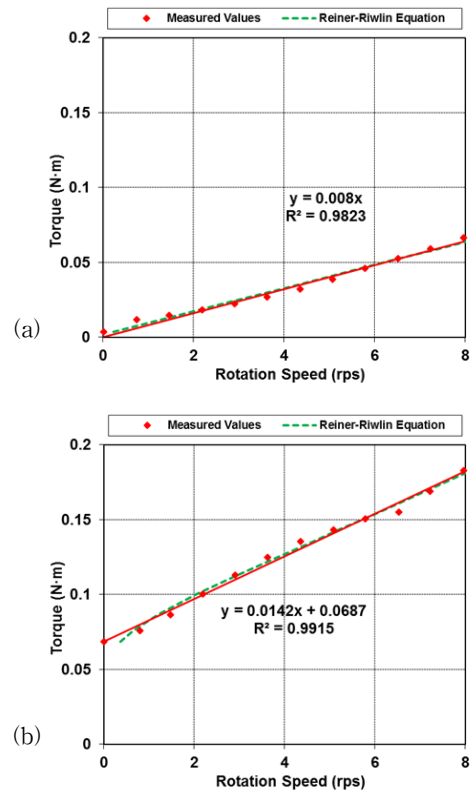 Measured Values Reiner-Riwlin Equation
0.2
0.15
0.1
0.05
0
Torque (N·m)
y = 0.008x
R² = 0.9823
0 2 4 6 8
Rotation Speed (rps)
(a)
Measured Values Reiner-Riwlin Equation
0.2
0.15
0.1
0.05
0
Torque (N·m)
y = 0.0142x + 0.0687
R² = 0.9915
0 2 4 6 8
Rotation Speed (rps)
(b)